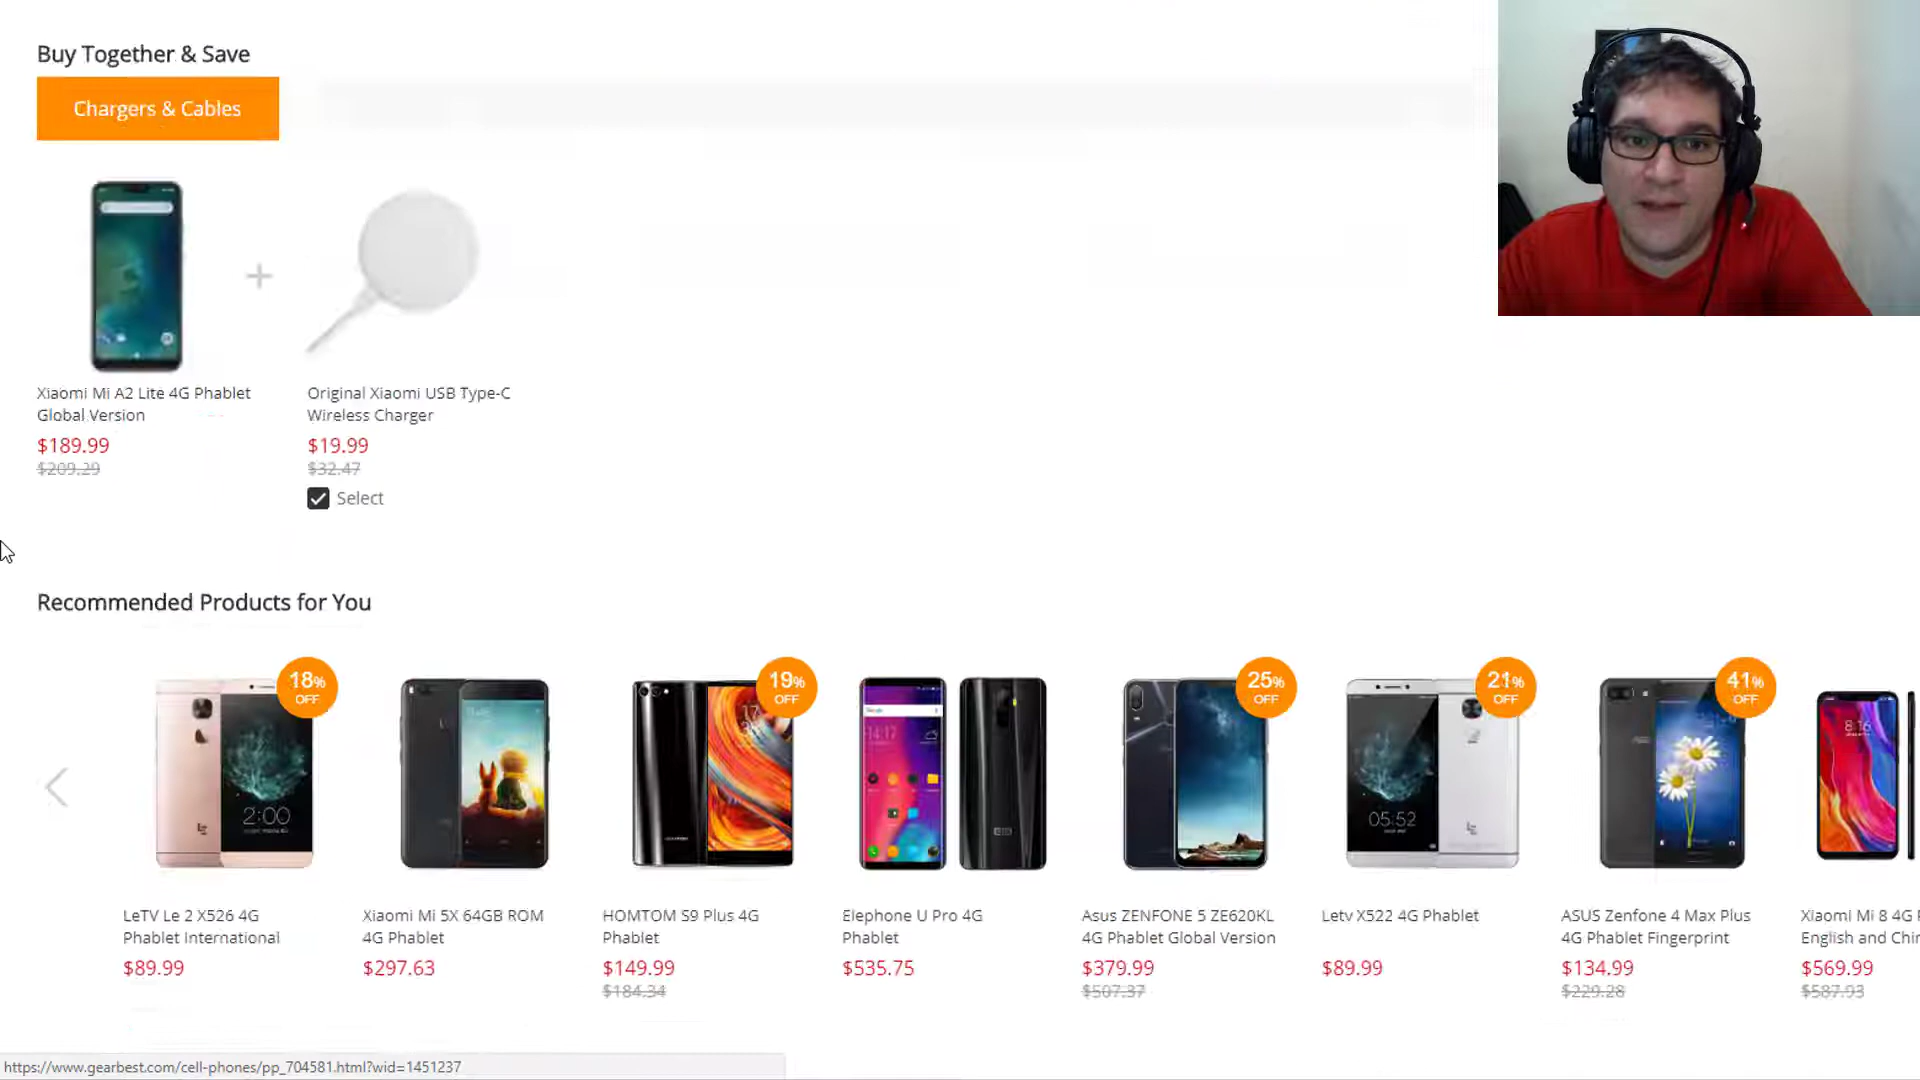 Buy Together & Save
Chargers & Cables
Xiaomi Mi A2 Lite 4G Phablet
Global Version
$189.99
$209.29
Original Xiaomi USB Type-C
Wireless Charger
$19.99
$32.47
Select
Recommended Products for You
18% OFF
19% OFF
25% OFF
21% OFF
41% OFF
2:00
14:17
05:52
8:16
LeTV Le 2 X526 4G
Phablet International
$89.99
Xiaomi Mi 5X 64GB ROM
4G Phablet
$297.63
HOMTOM S9 Plus 4G
Phablet
$149.99
$184.34
Elephone U Pro 4G
Phablet
$535.75
Asus ZENFONE 5 ZE620KL
4G Phablet Global Version
$379.99
$507.37
Letv X522 4G Phablet
$89.99
ASUS Zenfone 4 Max Plus
4G Phablet Fingerprint
$134.99
$229.28
Xiaomi Mi 8 4G
English and Chin
$569.99
$587.93
https://www.gearbest.com/cell-phones/pp_704581.html?wid=1451237